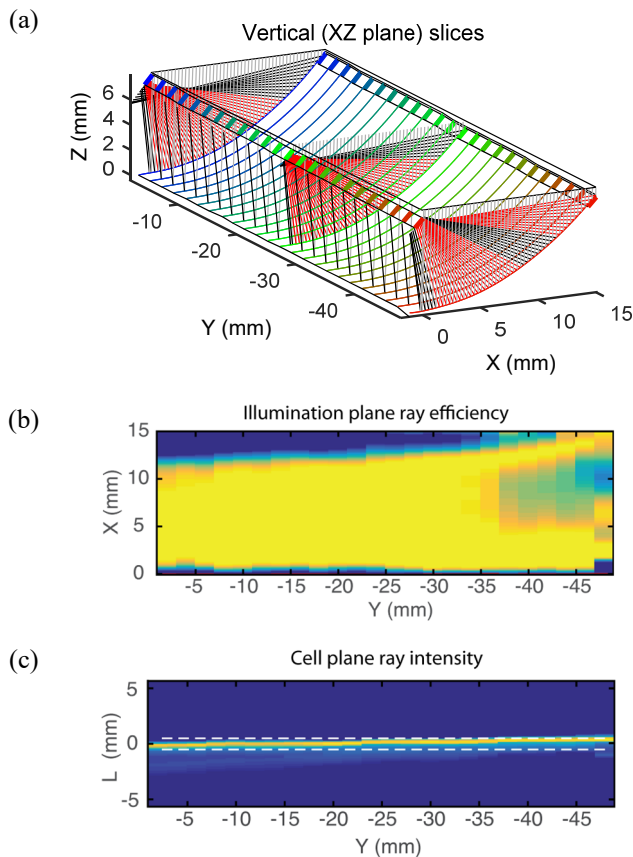 (a)
Vertical (XZ plane) slices
Z (mm)
6
4
2
0
-10
-20
-30
-40
Y (mm)
0
5
10
15
X (mm)
(b)
Illumination plane ray efficiency
X (mm)
15
10
5
0
-5 -10 -15 -20 -25 -30 -35 -40 -45
Y (mm)
(c)
Cell plane ray intensity
L (mm)
5
0
-5
-5 -10 -15 -20 -25 -30 -35 -40 -45
Y (mm)